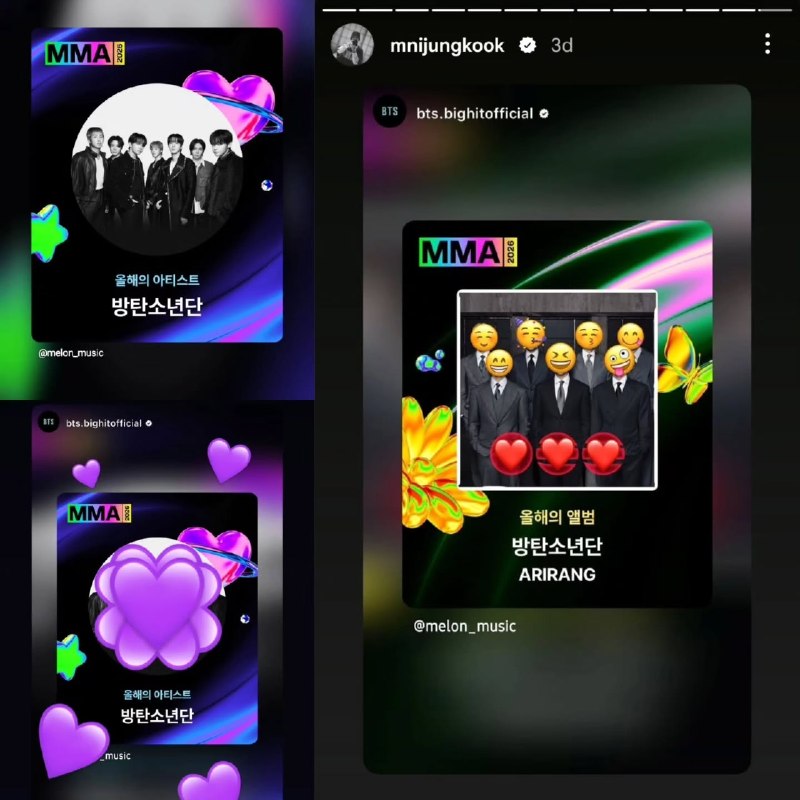 MMA 2026
올해의 아티스트
방탄소년단
@melon_music
BTS
bts.bighitofficial
MMA 2026
올해의 아티스트
방탄소년단
_music
mnijungkook 3d
BTS
bts.bighitofficial
MMA 2026
올해의 앨범
방탄소년단
ARIRANG
@melon_music